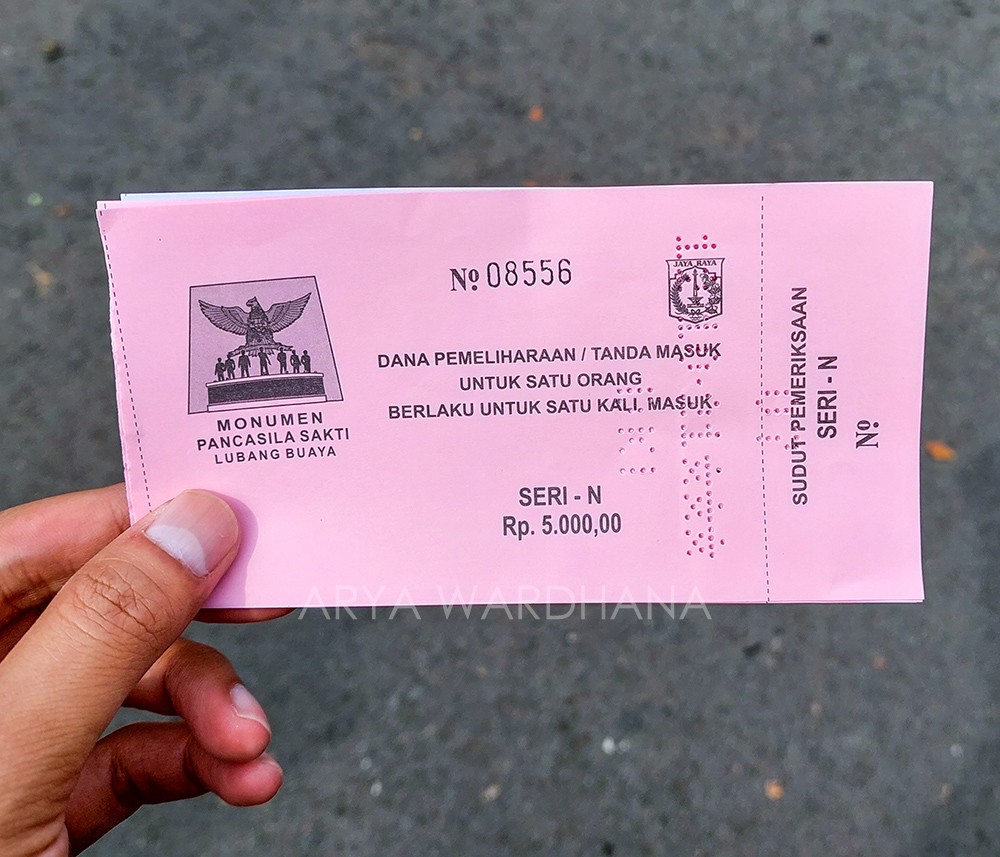 MONUMEN
PANCASILA SAKTI
LUBANG BUAYA
Nº 08556
JAYA RAYA
DANA PEMELIHARAAN / TANDA MASUK
UNTUK SATU ORANG
BERLAKU UNTUK SATU KALI MASUK
SERI - N
Rp. 5.000,00
SUDUT PEMERIKSAAN
SERI - N
Nº
ARYA WARDHANA